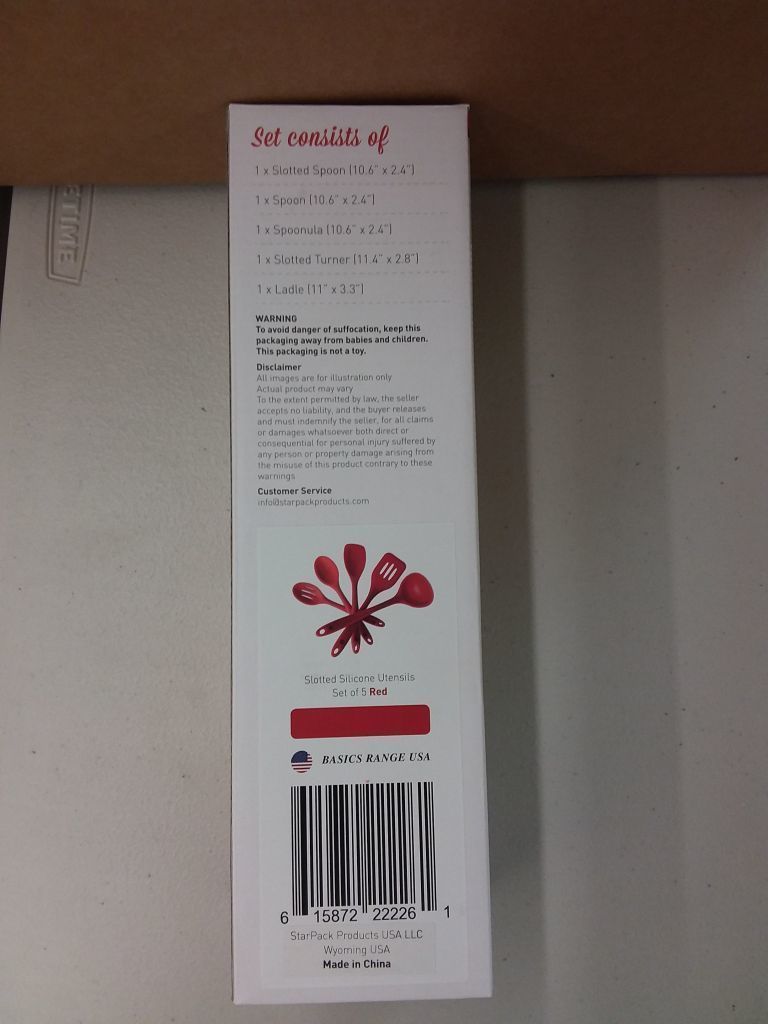 Set consists of
1 x Slotted Spoon (10.6" x 2.4")
1 x Spoon (10.6" x 2.4")
1 x Spoonula (10.6" x 2.4")
1 x Slotted Turner (11.4" x 2.8")
1 x Ladle (11" x 3.3")
WARNING
To avoid danger of suffocation, keep this
packaging away from babies and children.
This packaging is not a toy.
Disclaimer
All images are for illustration only
Actual product may vary
To the extent permitted by law, the seller
accepts no liability, and the buyer releases
and must indemnify the seller, for all claims
or damages whatsoever both direct or
consequential for personal injury suffered by
any person or property damage arising from
the misuse of this product contrary to these
warnings
Customer Service
info@starpackproducts.com
Slotted Silicone Utensils
Set of 5 Red
BASICS RANGE USA
6 15872 22226 1
StarPack Products USA LLC
Wyoming USA
Made in China